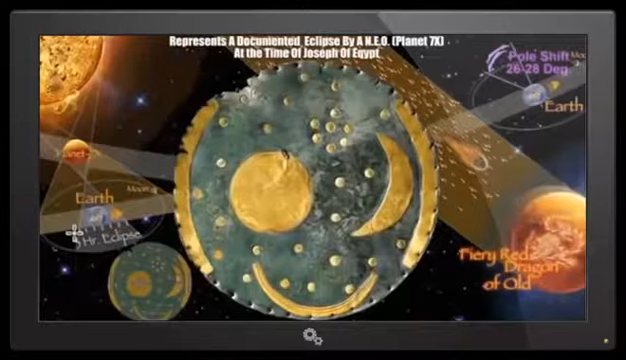 Represents A Documented Eclipse By A N.E.O. (Planet 7X)
At the Time Of Joseph Of Egypt
Pole Shift
26-28 Deg.
Earth
Earth
Moon
Hr. Eclipse
Fiery Red
Dragon
of Old